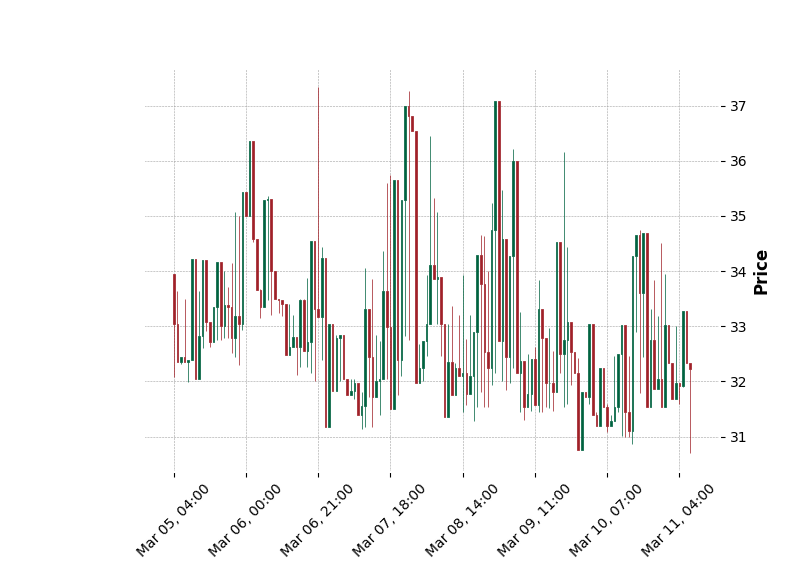 37
36
35
34
33
32
31
Price
Mar 05, 04:00
Mar 06, 00:00
Mar 06, 21:00
Mar 07, 18:00
Mar 08, 14:00
Mar 09, 11:00
Mar 10, 07:00
Mar 11, 04:00